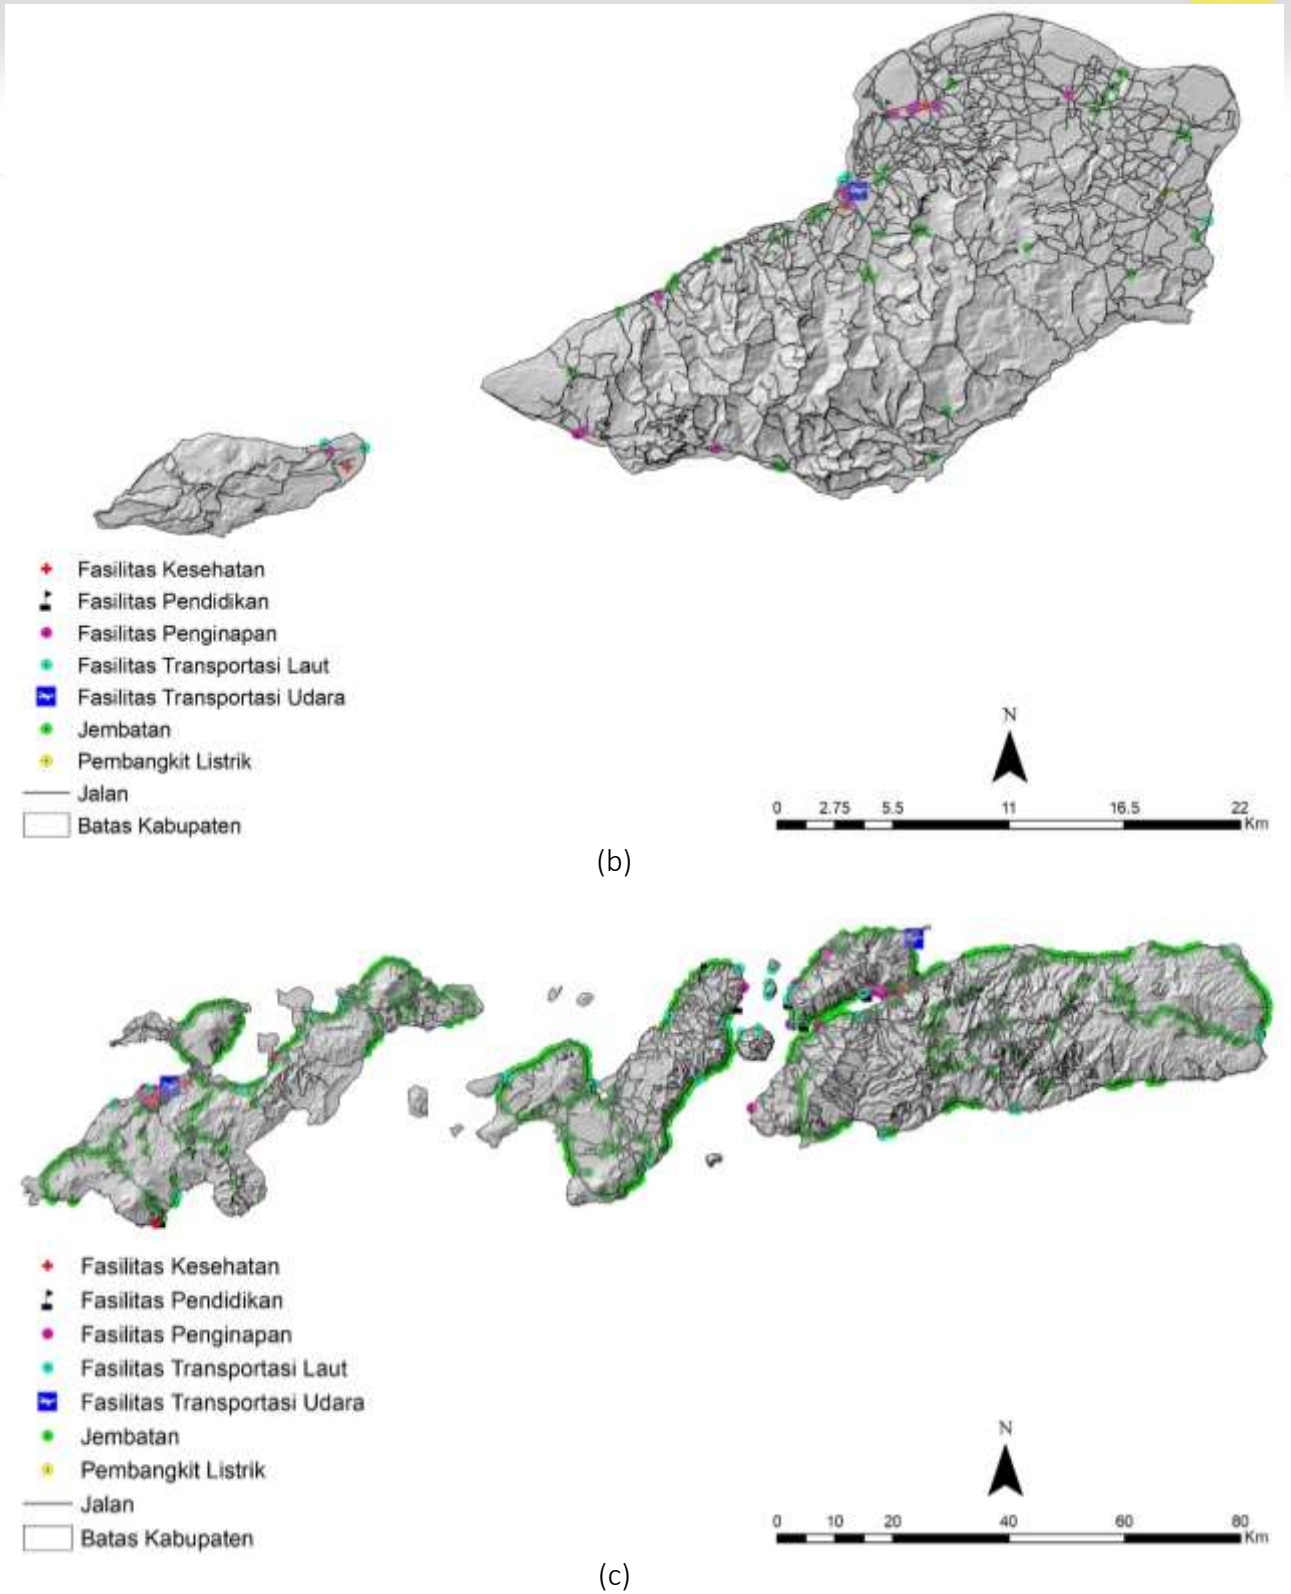 Fasilitas Kesehatan
Fasilitas Pendidikan
Fasilitas Penginapan
Fasilitas Transportasi Laut
Fasilitas Transportasi Udara
Jembatan
Pembangkit Listrik
Jalan
Batas Kabupaten
N
0 2.75 5.5 11 16.5 22
Km
(b)
Fasilitas Kesehatan
Fasilitas Pendidikan
Fasilitas Penginapan
Fasilitas Transportasi Laut
Fasilitas Transportasi Udara
Jembatan
Pembangkit Listrik
Jalan
Batas Kabupaten
N
0 10 20 40 60 80
Km
(c)